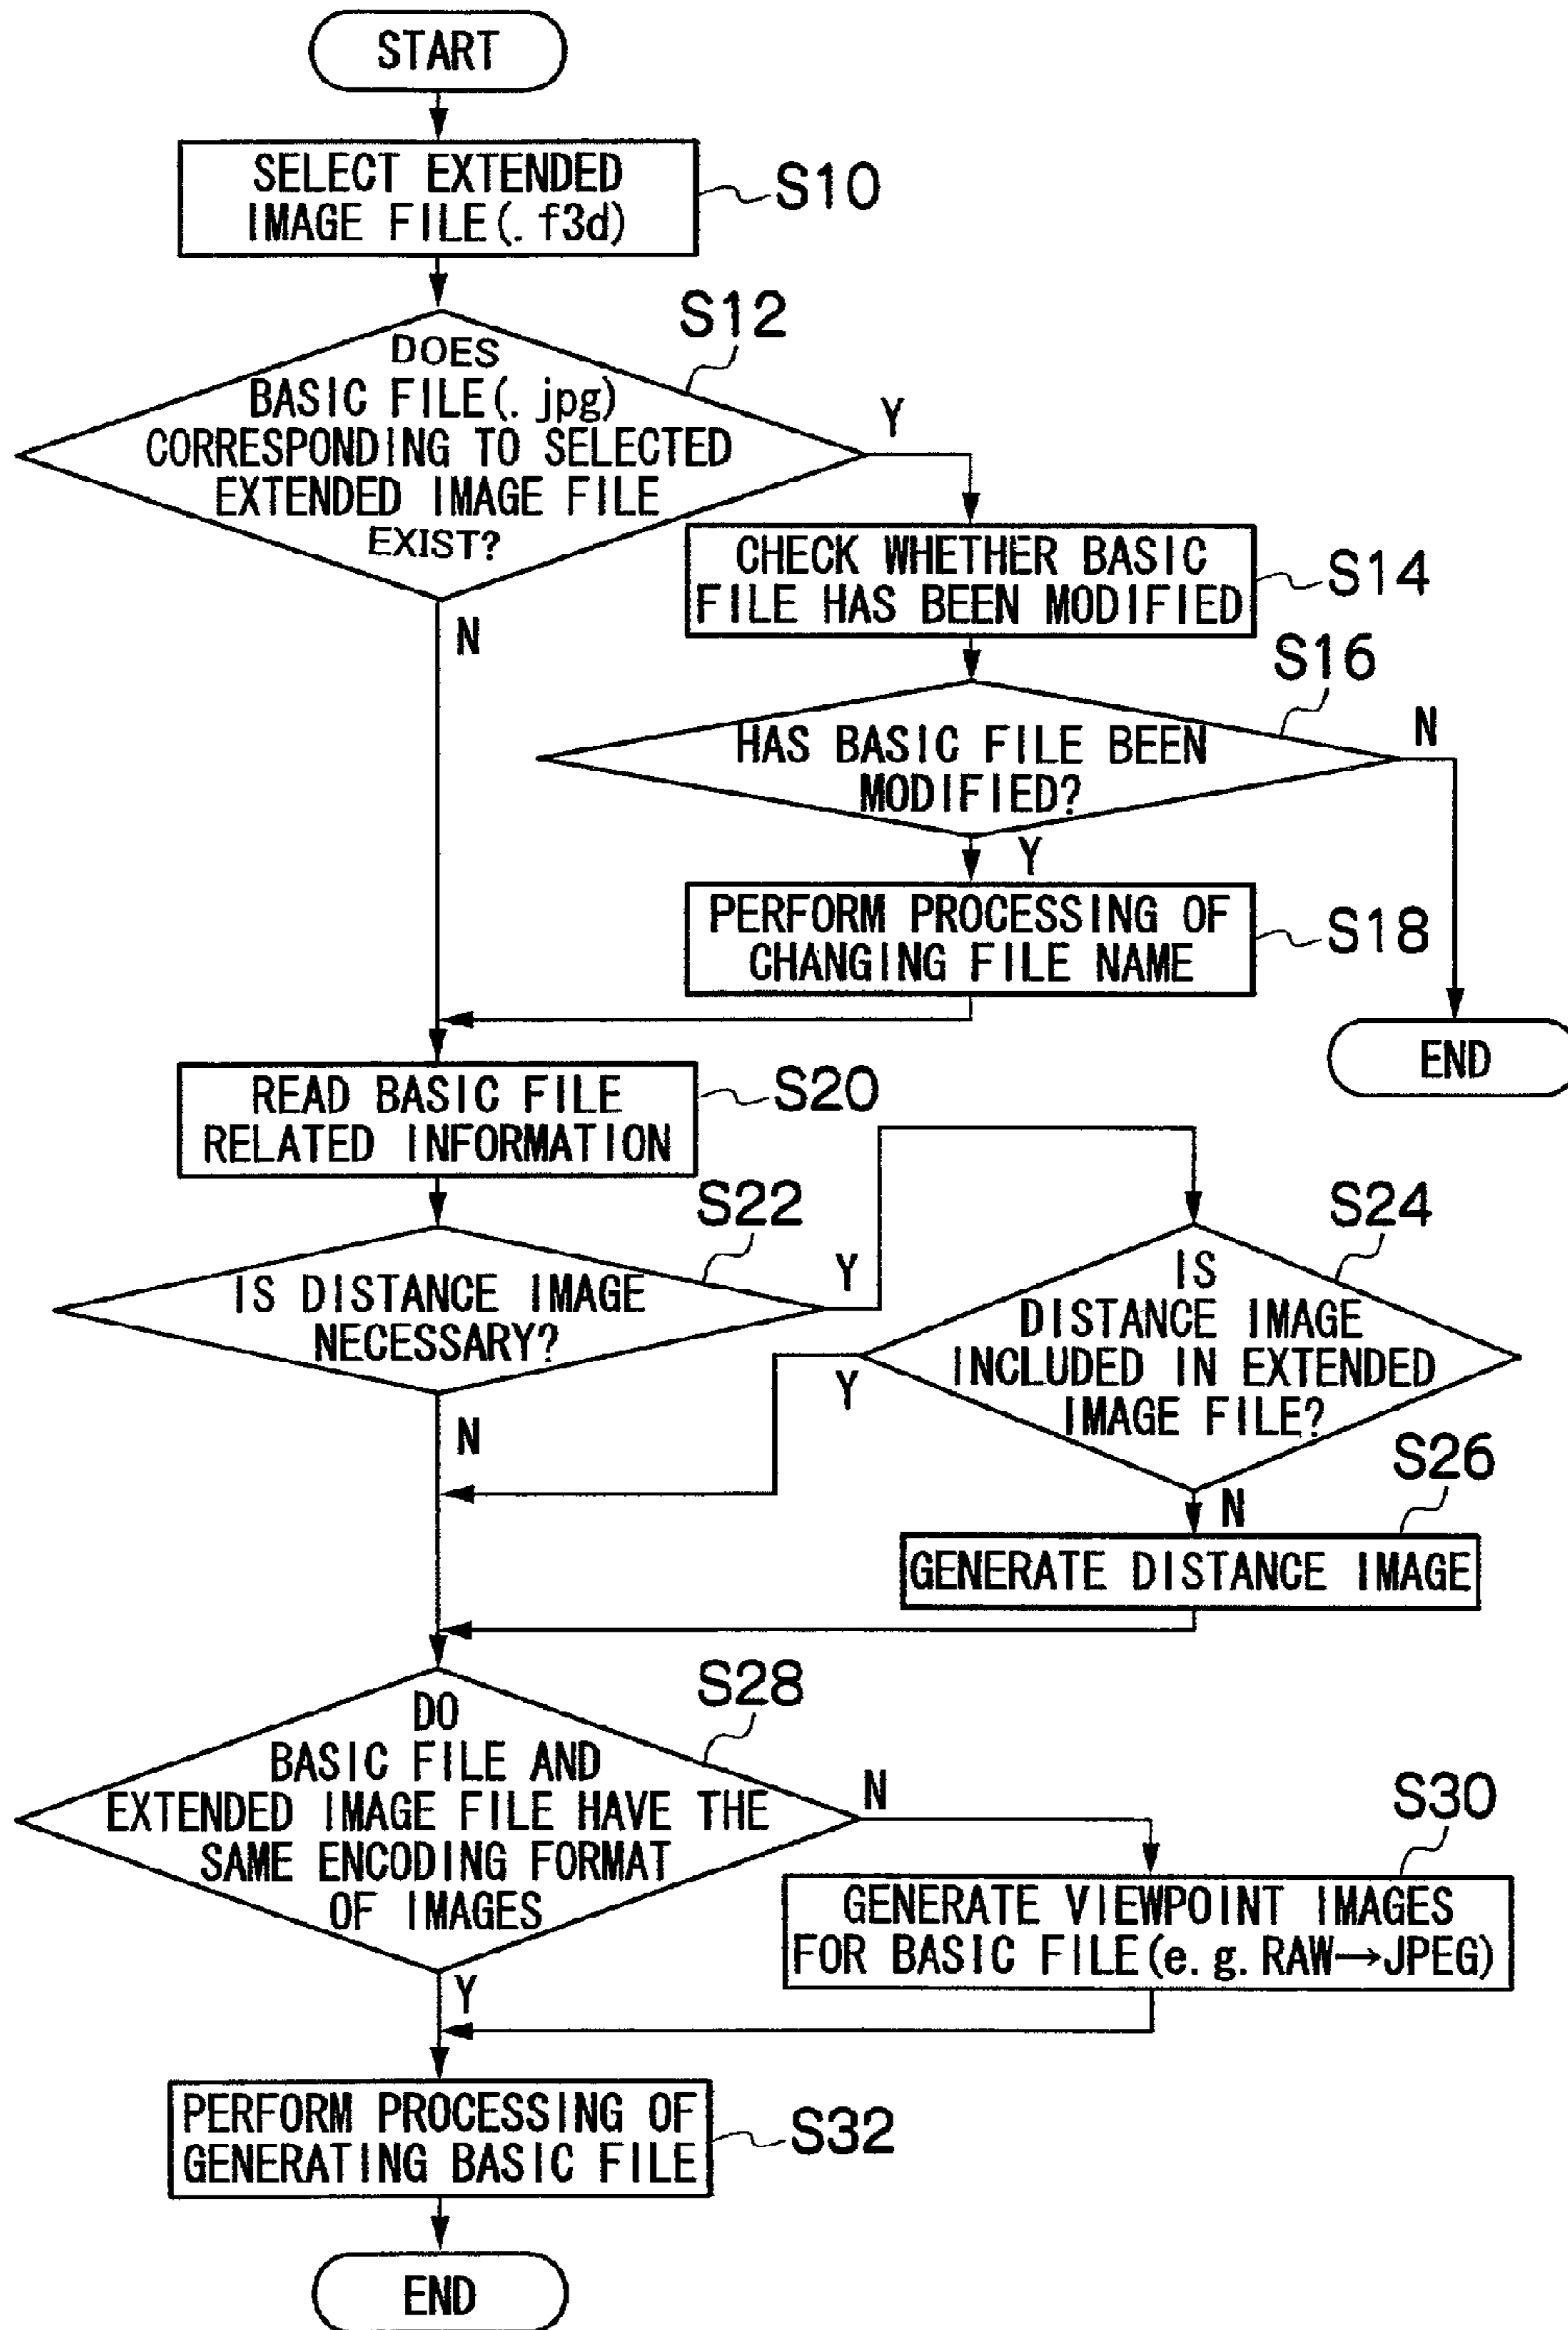 START
SELECT EXTENDED
IMAGE FILE(.f3d)
S10
S12
DOES
BASIC FILE(.jpg)
CORRESPONDING TO SELECTED
EXTENDED IMAGE FILE
EXIST?
Y
N
CHECK WHETHER BASIC
FILE HAS BEEN MODIFIED
S14
S16
HAS BASIC FILE BEEN
MODIFIED?
N
Y
PERFORM PROCESSING OF
CHANGING FILE NAME
S18
END
READ BASIC FILE
RELATED INFORMATION
S20
S22
IS DISTANCE IMAGE
NECESSARY?
Y
N
S24
IS
DISTANCE IMAGE
INCLUDED IN EXTENDED
IMAGE FILE?
Y
N
S26
GENERATE DISTANCE IMAGE
S28
DO
BASIC FILE AND
EXTENDED IMAGE FILE HAVE THE
SAME ENCODING FORMAT
OF IMAGES
N
Y
S30
GENERATE VIEWPOINT IMAGES
FOR BASIC FILE(e.g.RAW→JPEG)
PERFORM PROCESSING OF
GENERATING BASIC FILE
S32
END